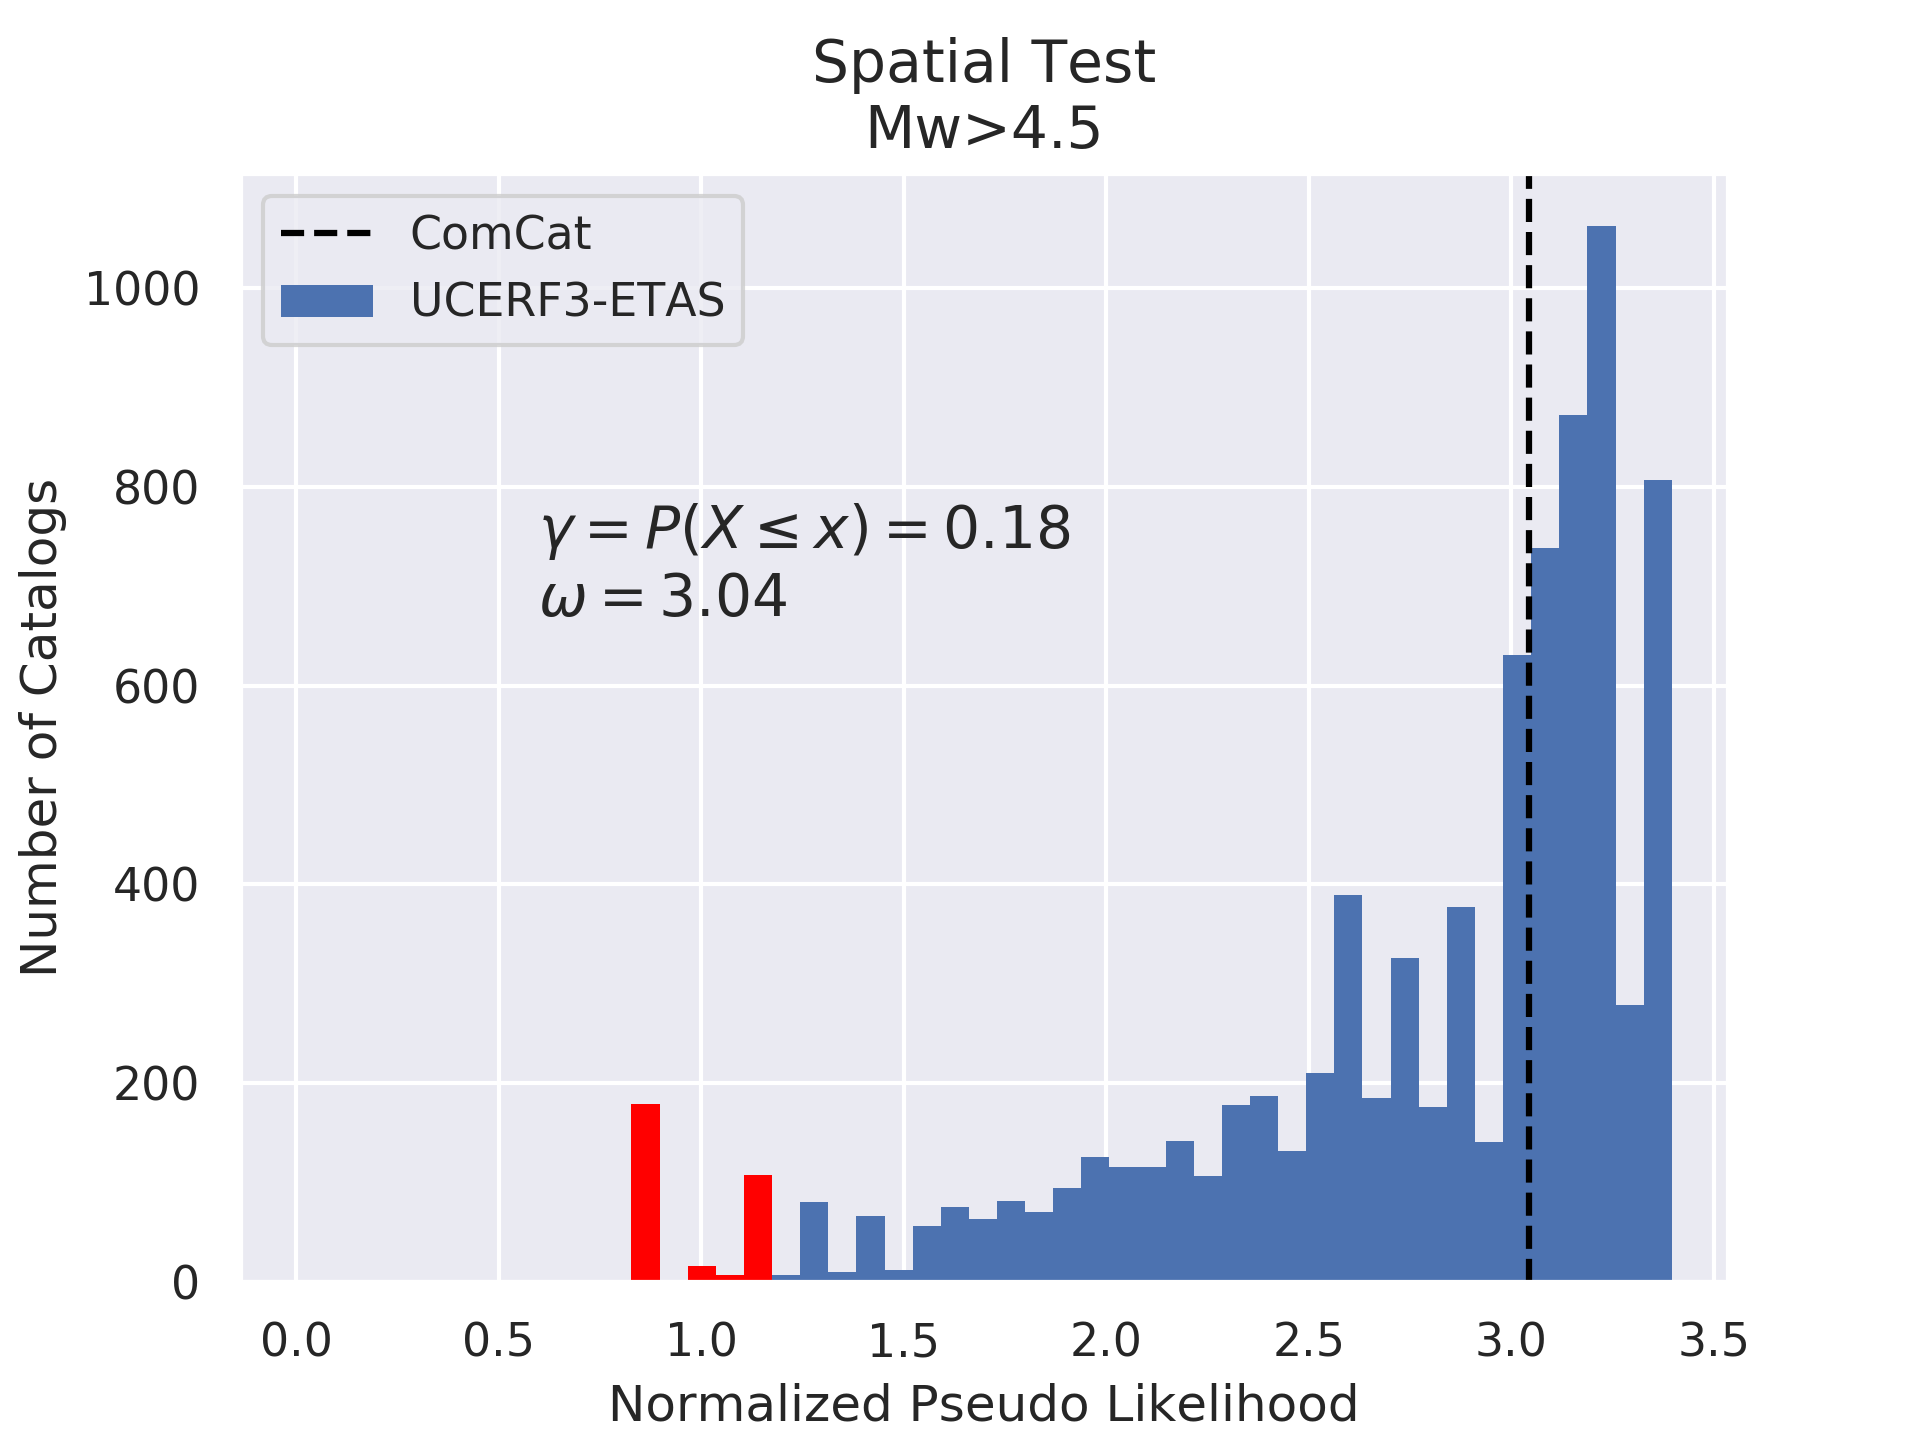 Spatial Test
Mw>4.5
ComCat
UCERF3-ETAS
γ = P(X ≤ x) = 0.18
ω = 3.04
Number of Catalogs
1000
800
600
400
200
0
0.0 0.5 1.0 1.5 2.0 2.5 3.0 3.5
Normalized Pseudo Likelihood